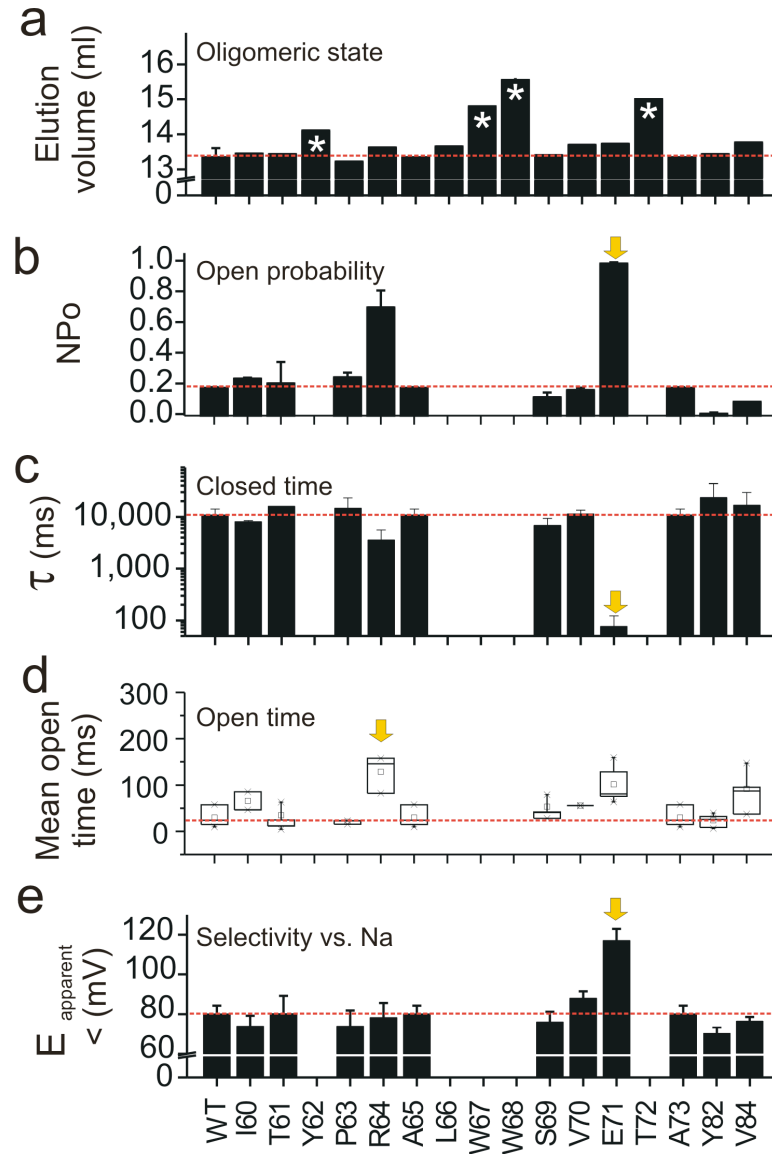 a
Oligomeric state
Elution
volume (ml)
16
15
14
13
0
*
*
*
*
b
Open probability
NPo
1.0
0.8
0.6
0.4
0.2
0.0
c
Closed time
τ (ms)
10,000
1,000
100
d
Open time
Mean open
time (ms)
300
200
100
0
e
Selectivity vs. Na
E apparent
< (mV)
120
100
80
60
0
WT
I60
T61
Y62
P63
R64
A65
L66
W67
W68
S69
V70
E71
T72
A73
Y82
V84